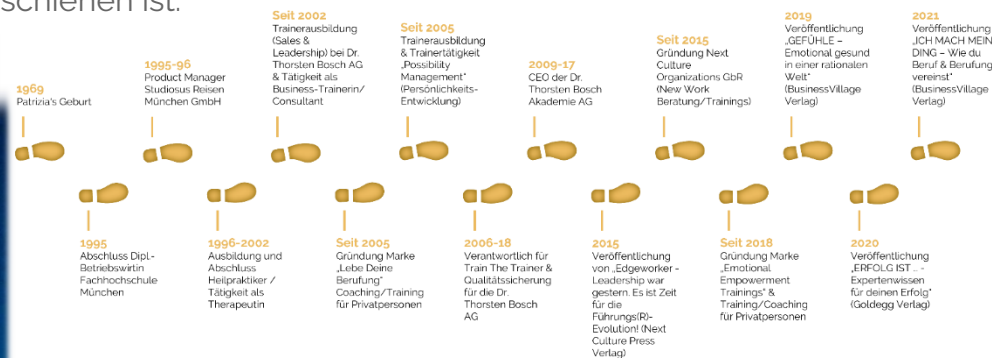 schienen ist.
1969
Patrizia's Geburt
1995-96
Product Manager
Studiosus Reisen
München GmbH
Seit 2002
Trainerausbildung
(Sales &
Leadership) bei Dr.
Thorsten Bosch AG
& Tätigkeit als
Business-Trainerin/
Consultant
Seit 2005
Trainerausbildung
& Trainertätigkeit
„Possibility
Management"
(Persönlichkeits-
Entwicklung)
2009-17
CEO der Dr.
Thorsten Bosch
Akademie AG
Seit 2015
Gründung Next
Culture
Organizations GbR
(New Work
Beratung/Trainings)
2019
Veröffentlichung
„GEFÜHLE –
Emotional gesund
in einer rationalen
Welt"
(BusinessVillage
Verlag)
2021
Veröffentlichung
„ICH MACH MEIN
DING – Wie du
Beruf & Berufung
vereinst"
(BusinessVillage
Verlag)
1995
Abschluss Dipl.-
Betriebswirtin
Fachhochschule
München
1996-2002
Ausbildung und
Abschluss
Heilpraktiker /
Tätigkeit als
Therapeutin
Seit 2005
Gründung Marke
„Lebe Deine
Berufung"
Coaching/Training
für Privatpersonen
2006-18
Verantwortlich für
Train The Trainer &
Qualitätssicherung
für die Dr.
Thorsten Bosch
AG
2015
Veröffentlichung
von „Edgeworker -
Leadership war
gestern. Es ist Zeit
für die
Führungs(R)-
Evolution! (Next
Culture Press
Verlag)
Seit 2018
Gründung Marke
„Emotional
Empowerment
Trainings" &
Training/Coaching
für Privatpersonen
2020
Veröffentlichung
„ERFOLG IST ... -
Expertenwissen
für deinen Erfolg"
(Goldegg Verlag)